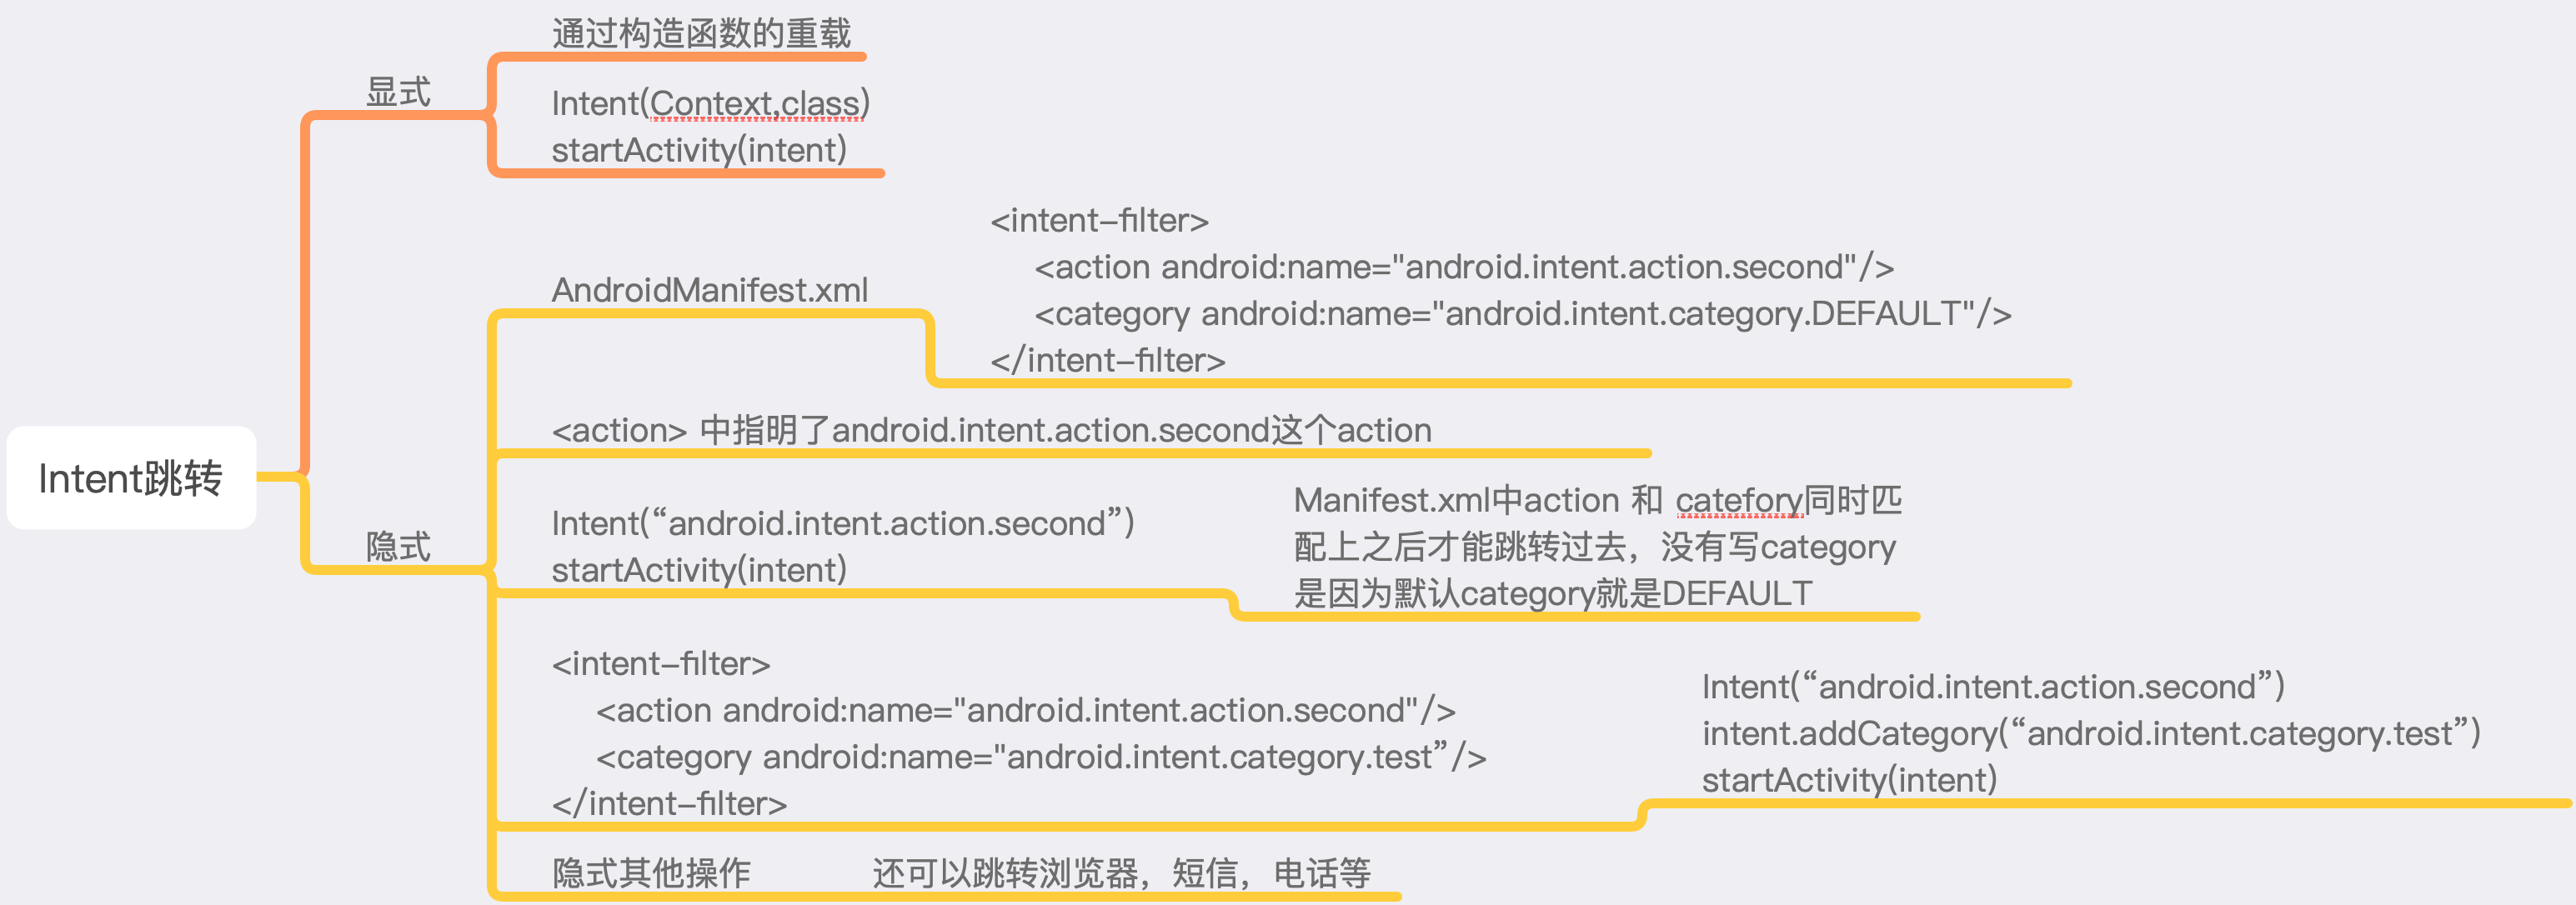 Intent跳转
显式
通过构造函数的重载
Intent(Context,class)
startActivity(intent)
隐式
AndroidManifest.xml
<intent-filter>
<action android:name="android.intent.action.second"/>
<category android:name="android.intent.category.DEFAULT"/>
</intent-filter>
<action> 中指明了android.intent.action.second这个action
Intent(“android.intent.action.second”)
startActivity(intent)
Manifest.xml中action 和 catefory同时匹
配上之后才能跳转过去，没有写category
是因为默认category就是DEFAULT
<intent-filter>
<action android:name="android.intent.action.second"/>
<category android:name="android.intent.category.test”/>
</intent-filter>
Intent(“android.intent.action.second”)
intent.addCategory(“android.intent.category.test”)
startActivity(intent)
隐式其他操作 还可以跳转浏览器，短信，电话等